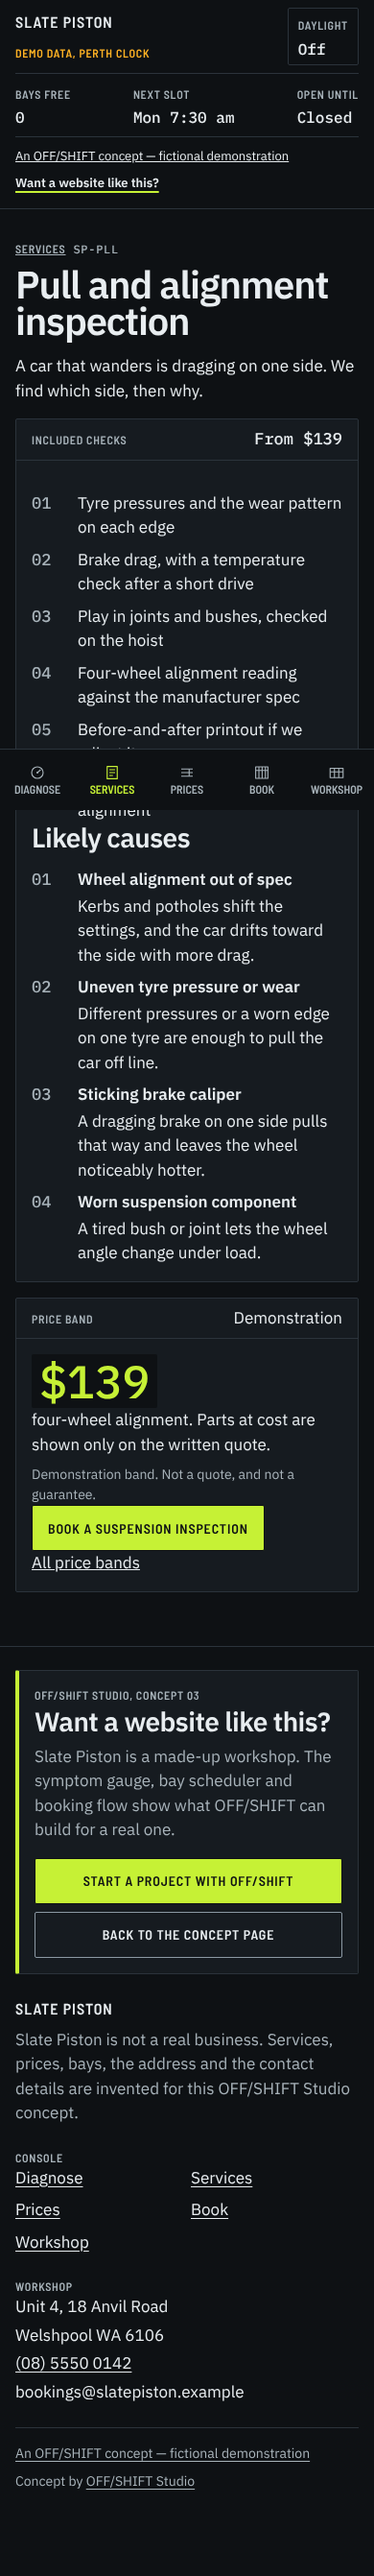 SLATE PISTON
DEMO DATA, PERTH CLOCK
DAYLIGHT
Off
BAYS FREE
0
NEXT SLOT
Mon 7:30 am
OPEN UNTIL
Closed
An OFF/SHIFT concept — fictional demonstration
Want a website like this?
SERVICES SP-PLL
Pull and alignment
inspection
A car that wanders is dragging on one side. We
find which side, then why.
INCLUDED CHECKS
From $139
01 Tyre pressures and the wear pattern
on each edge
02 Brake drag, with a temperature
check after a short drive
03 Play in joints and bushes, checked
on the hoist
04 Four-wheel alignment reading
against the manufacturer spec
05 Before-and-after printout if we
DIAGNOSE
SERVICES
PRICES
BOOK
WORKSHOP
alignment
Likely causes
01 Wheel alignment out of spec
Kerbs and potholes shift the
settings, and the car drifts toward
the side with more drag.
02 Uneven tyre pressure or wear
Different pressures or a worn edge
on one tyre are enough to pull the
car off line.
03 Sticking brake caliper
A dragging brake on one side pulls
that way and leaves the wheel
noticeably hotter.
04 Worn suspension component
A tired bush or joint lets the wheel
angle change under load.
PRICE BAND
Demonstration
$139
four-wheel alignment. Parts at cost are
shown only on the written quote.
Demonstration band. Not a quote, and not a
guarantee.
BOOK A SUSPENSION INSPECTION
All price bands
OFF/SHIFT STUDIO, CONCEPT 03
Want a website like this?
Slate Piston is a made-up workshop. The
symptom gauge, bay scheduler and
booking flow show what OFF/SHIFT can
build for a real one.
START A PROJECT WITH OFF/SHIFT
BACK TO THE CONCEPT PAGE
SLATE PISTON
Slate Piston is not a real business. Services,
prices, bays, the address and the contact
details are invented for this OFF/SHIFT Studio
concept.
CONSOLE
Diagnose
Services
Prices
Book
Workshop
WORKSHOP
Unit 4, 18 Anvil Road
Welshpool WA 6106
(08) 5550 0142
bookings@slatepiston.example
An OFF/SHIFT concept — fictional demonstration
Concept by OFF/SHIFT Studio